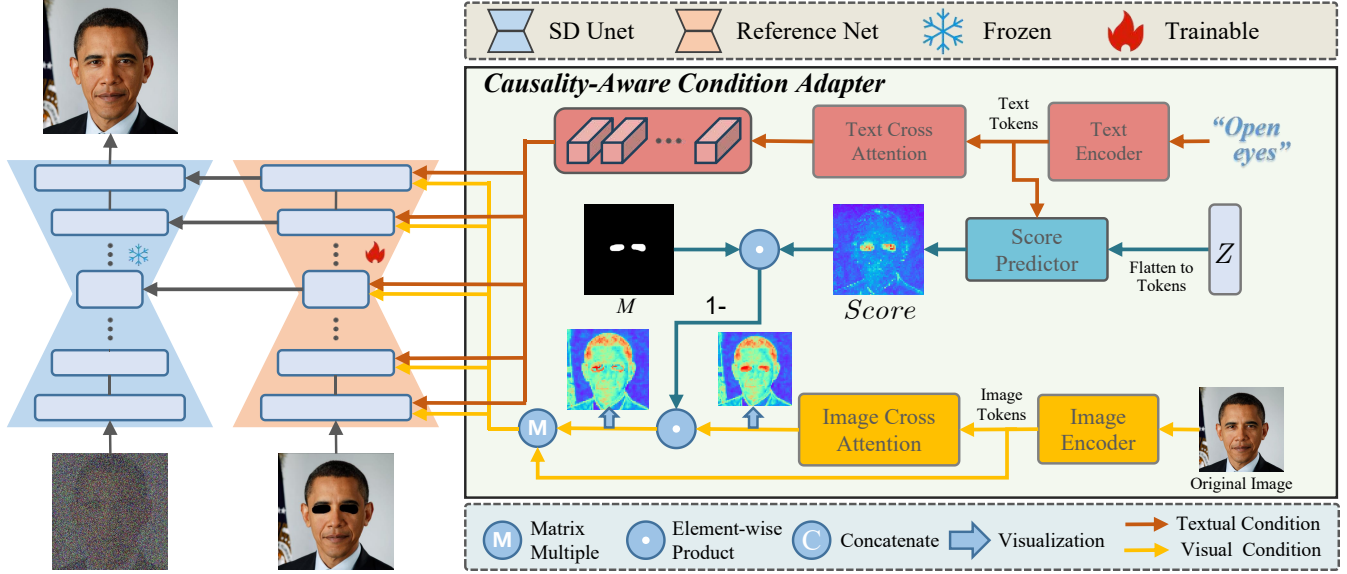 SD Unet
Reference Net
Frozen
Trainable
Causality-Aware Condition Adapter
Text Cross
Attention
Text
Tokens
Text
Encoder
“Open
eyes”
M
Score
Score
Predictor
Flatten to
Tokens
Z
1-
M
Image Cross
Attention
Image
Tokens
Image
Encoder
Original Image
M
Matrix
Multiple
Element-wise
Product
C
Concatenate
Visualization
Textual Condition
Visual Condition